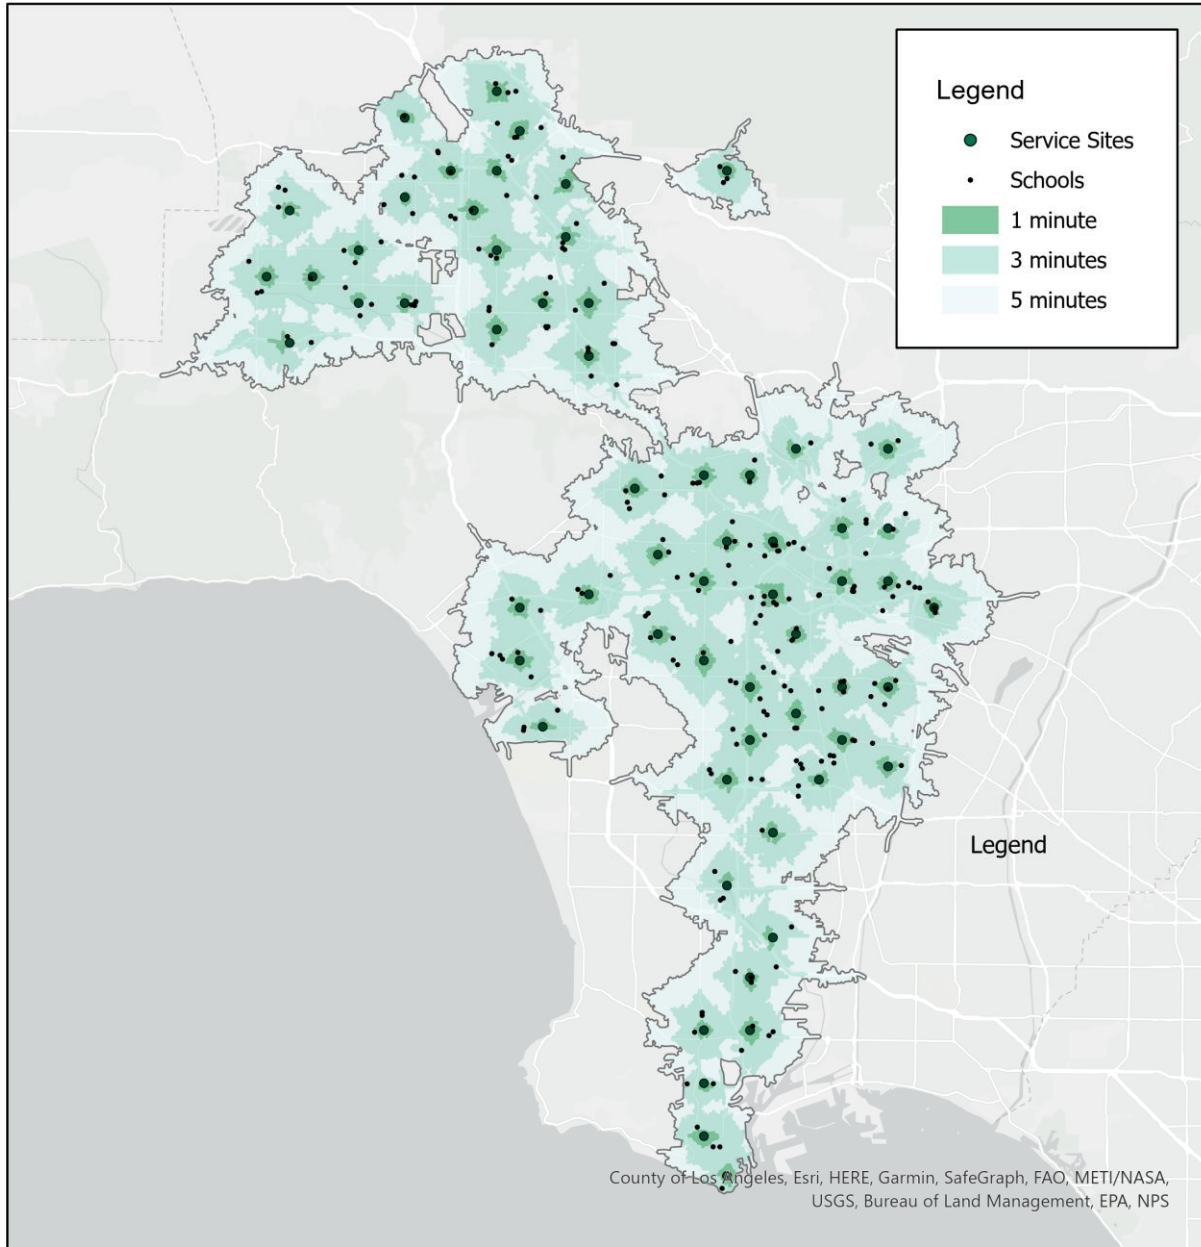 Legend
Service Sites
Schools
1 minute
3 minutes
5 minutes
Legend
County of Los Angeles, Esri, HERE, Garmin, SafeGraph, FAO, METI/NASA,
USGS, Bureau of Land Management, EPA, NPS